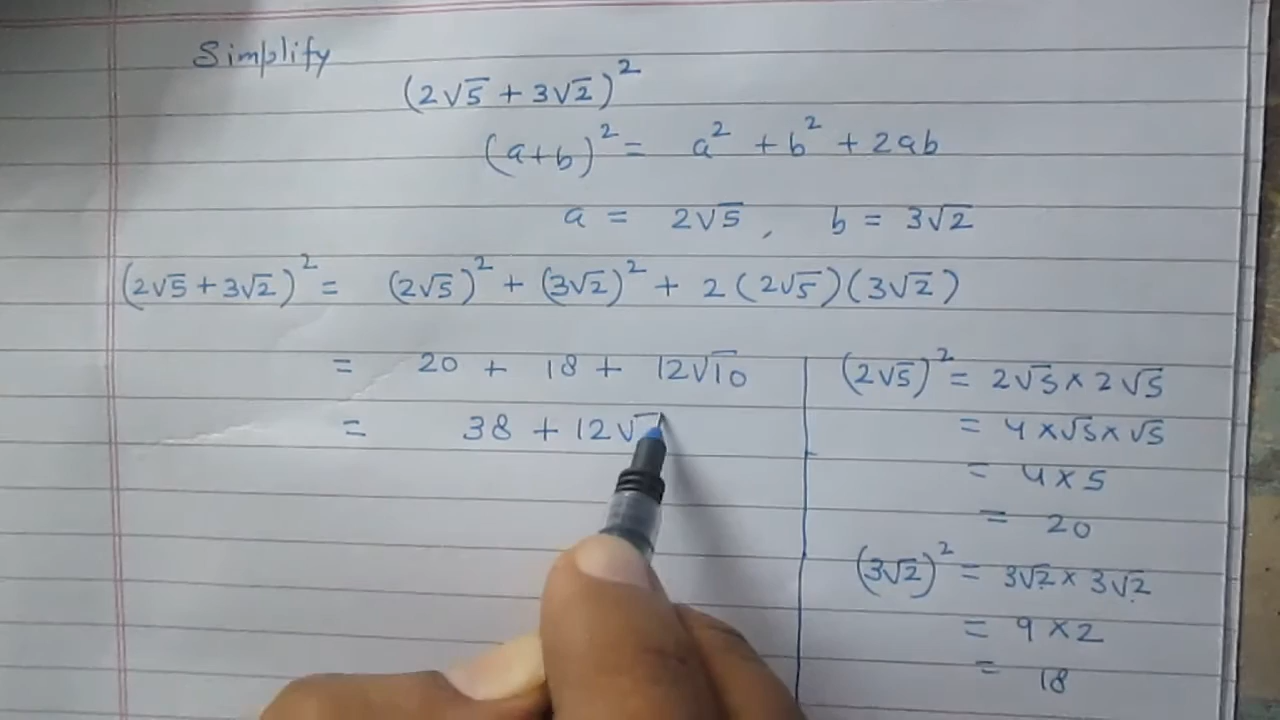 Simplify
(2√5 + 3√2)²
(a+b)² = a² + b² + 2ab
a = 2√5, b = 3√2
(2√5 + 3√2)² = (2√5)² + (3√2)² + 2(2√5)(3√2)
= 20 + 18 + 12√10
= 38 + 12√
(2√5)² = 2√5 × 2√5
= 4 × √5 × √5
= 4 × 5
= 20
(3√2)² = 3√2 × 3√2
= 9 × 2
= 18